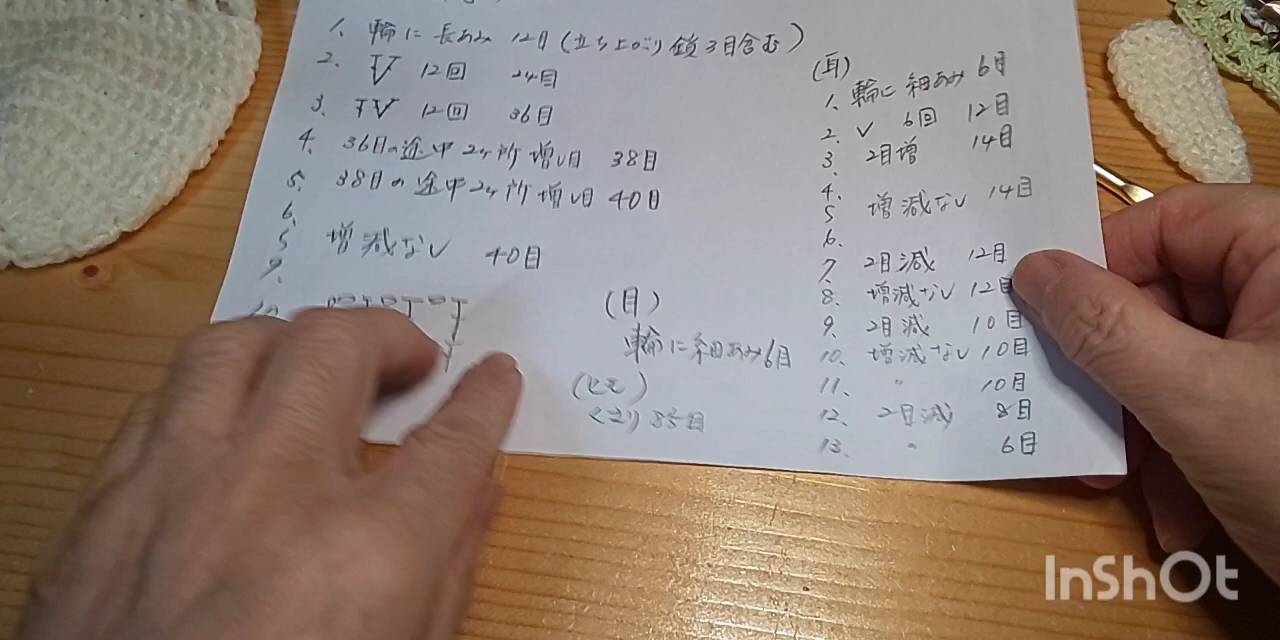 1. 輪に長あみ 12目(立ち上がり鎖3目含む)
2. V 12回 24目
3. TV 12回 36目
4. 36目の途中2ヶ所増し目 38目
5. 38目の途中2ヶ所増し目 40目
6.
5
9.
増減なし 40目
10
(目)
輪に細あみ6目
(ひも)
くさり 55目
(耳)
1. 輪に細あみ 6目
2. V 6回 12目
3. 2目増 14目
4.
5 増減なし 14目
6.
7. 2目減 12目
8. 増減なし 12目
9. 2目減 10目
10. 増減なし 10目
11. 〃 10目
12. 2目減 8目
13. 〃 6目
InShOt